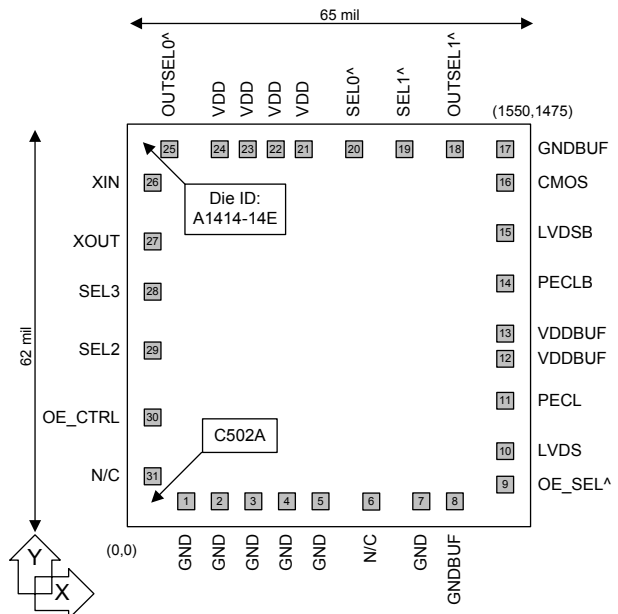 65 mil
OUTSEL0^
VDD
VDD
VDD
VDD
SEL0^
SEL1^
OUTSEL1^
(1550,1475)
25
24
23
22
21
20
19
18
17
GNDBUF
XIN
26
16
CMOS
Die ID:
A1414-14E
XOUT
27
15
LVDSB
SEL3
28
14
PECLB
62 mil
13
VDDBUF
SEL2
29
12
VDDBUF
OE_CTRL
30
11
PECL
C502A
10
LVDS
N/C
31
9
OE_SEL^
1
2
3
4
5
6
7
8
(0,0)
GND
GND
GND
GND
GND
N/C
GND
GNDBUF
Y
X